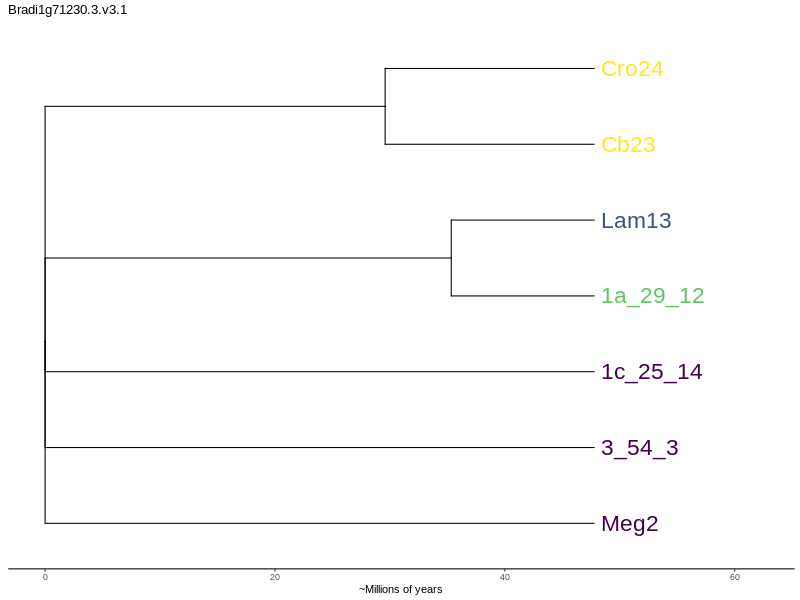 Bradi1g71230.3.v3.1
Cro24
Cb23
Lam13
1a_29_12
1c_25_14
3_54_3
Meg2
0 20 40 60
~Millions of years